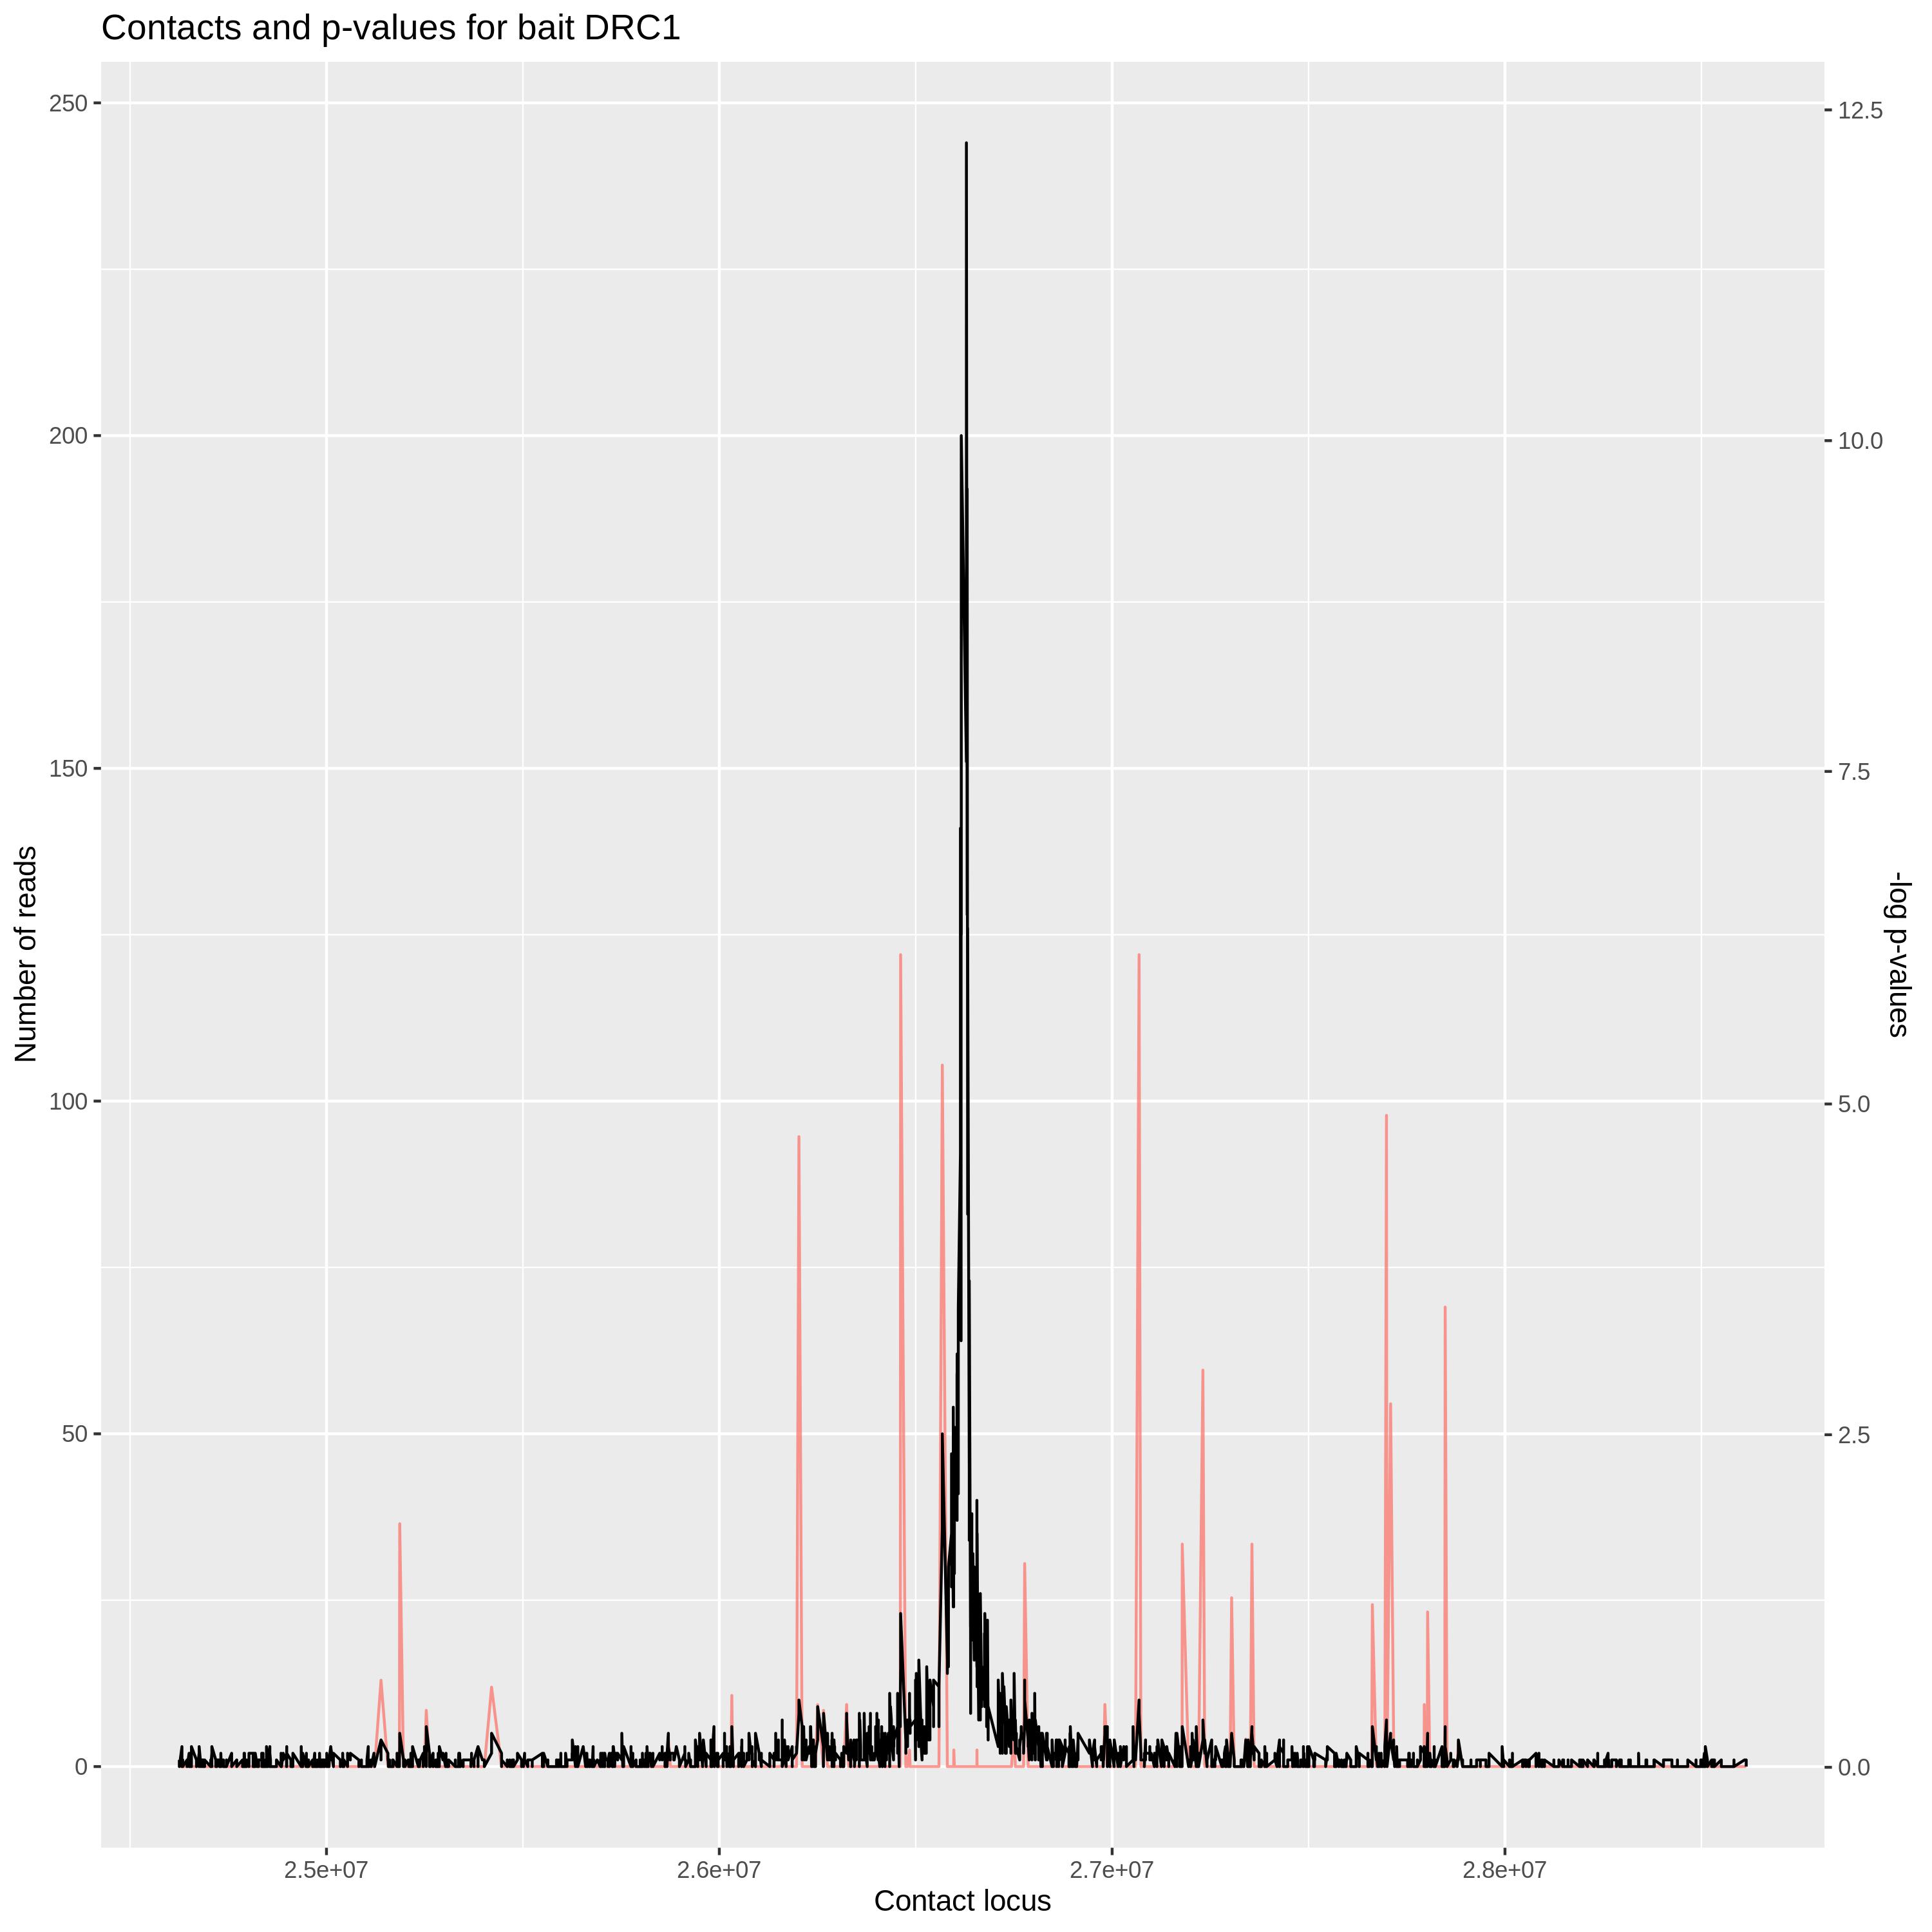 Contacts and p-values for bait DRC1
250
200
150
100
50
0
12.5
10.0
7.5
5.0
2.5
0.0
Number of reads
-log p-values
2.5e+07
2.6e+07
2.7e+07
2.8e+07
Contact locus